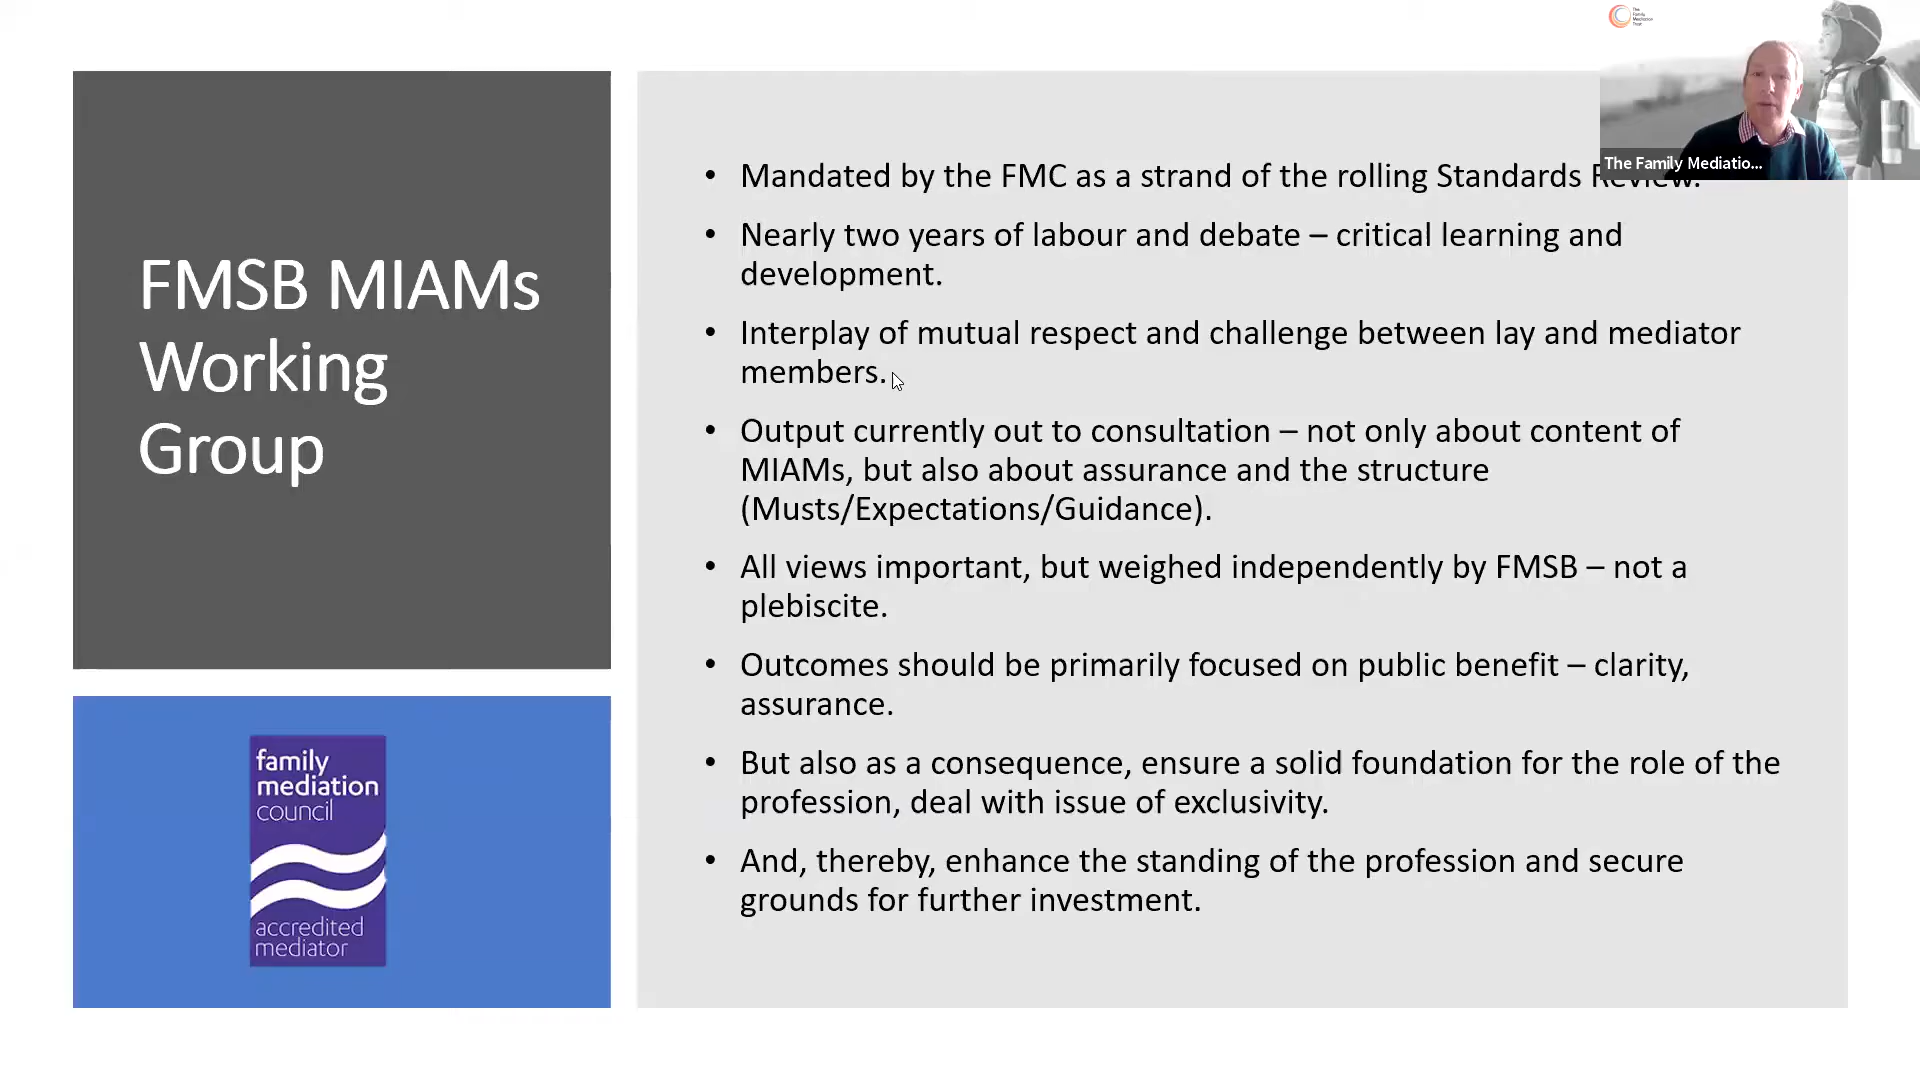 The
Family
Mediation
Trust
The Family Mediatio...
FMSB MIAMs
Working
Group
• Mandated by the FMC as a strand of the rolling Standards Review.
• Nearly two years of labour and debate – critical learning and
development.
• Interplay of mutual respect and challenge between lay and mediator
members.
• Output currently out to consultation – not only about content of
MIAMs, but also about assurance and the structure
(Musts/Expectations/Guidance).
• All views important, but weighed independently by FMSB – not a
plebiscite.
• Outcomes should be primarily focused on public benefit – clarity,
assurance.
• But also as a consequence, ensure a solid foundation for the role of the
profession, deal with issue of exclusivity.
• And, thereby, enhance the standing of the profession and secure
grounds for further investment.
family
mediation
council
accredited
mediator